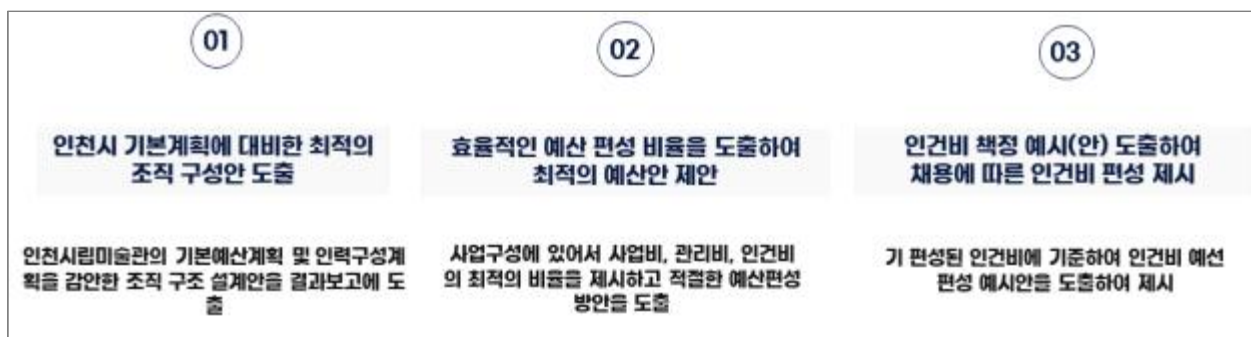 01
인천시 기본계획에 대비한 최적의
조직 구성안 도출
인천시립미술관의 기본예산계획 및 인력구성계
획을 감안한 조직 구조 설계안을 결과보고에 도
출
02
효율적인 예산 편성 비율을 도출하여
최적의 예산안 제안
사업구성에 있어서 사업비, 관리비, 인건비
의 최적의 비율을 제시하고 적절한 예산편성
방안을 도출
03
인건비 책정 예시(안) 도출하여
채용에 따른 인건비 편성 제시
기 편성된 인건비에 기준하여 인건비 예선
편성 예시안을 도출하여 제시